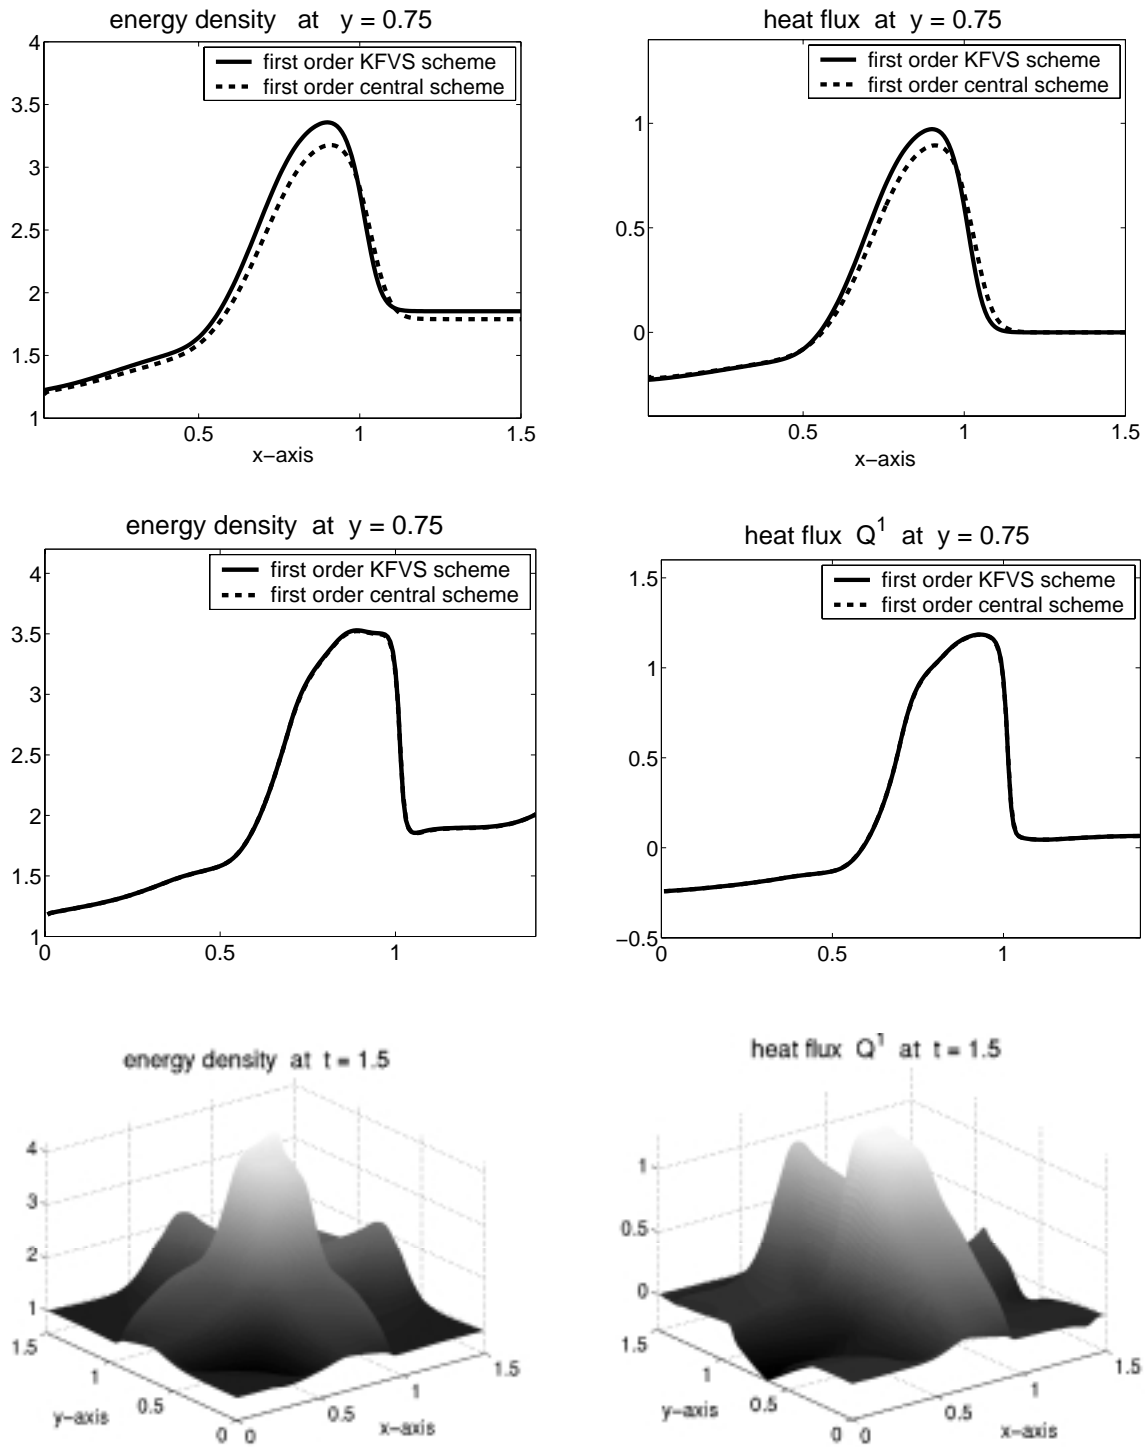 energy density at y = 0.75
4
3.5
3
2.5
2
1.5
1
0.5
1
1.5
x−axis
first order KFVS scheme
first order central scheme
heat flux at y = 0.75
1
0.5
0
0.5
1
1.5
x−axis
first order KFVS scheme
first order central scheme
energy density at y = 0.75
4
3.5
3
2.5
2
1.5
1
0
0.5
1
first order KFVS scheme
first order central scheme
heat flux Q^1 at y = 0.75
1.5
1
0.5
0
−0.5
0
0.5
1
first order KFVS scheme
first order central scheme
energy density at t = 1.5
4
3
2
1
1.5
1
0.5
0
y−axis
0
0.5
1
1.5
x−axis
heat flux Q^1 at t = 1.5
1
0.5
0
1.5
1
0.5
0
y−axis
0
0.5
1
1.5
x−axis